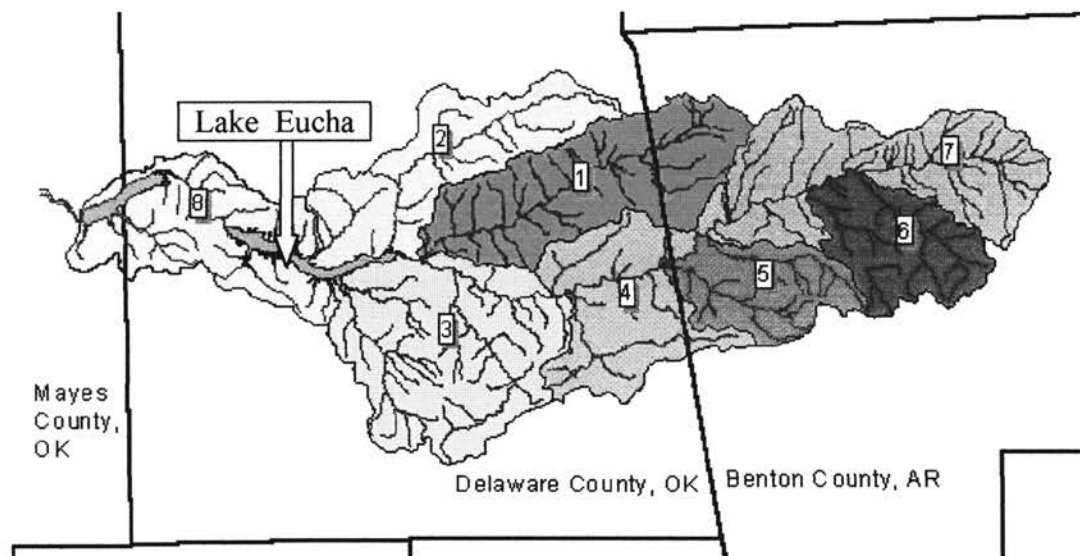 Lake Eucha
2
7
1
8
6
5
4
3
Mayes
County,
OK
Delaware County, OK
Benton County, AR